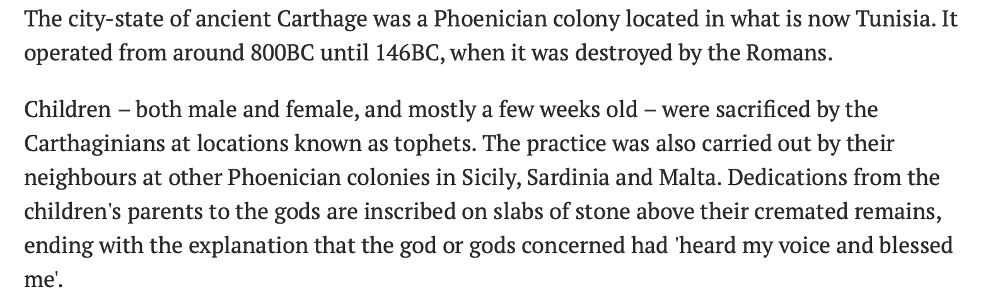 The city-state of ancient Carthage was a Phoenician colony located in what is now Tunisia. It
operated from around 800BC until 146BC, when it was destroyed by the Romans.
Children – both male and female, and mostly a few weeks old – were sacrificed by the
Carthaginians at locations known as tophets. The practice was also carried out by their
neighbours at other Phoenician colonies in Sicily, Sardinia and Malta. Dedications from the
children's parents to the gods are inscribed on slabs of stone above their cremated remains,
ending with the explanation that the god or gods concerned had 'heard my voice and blessed
me'.